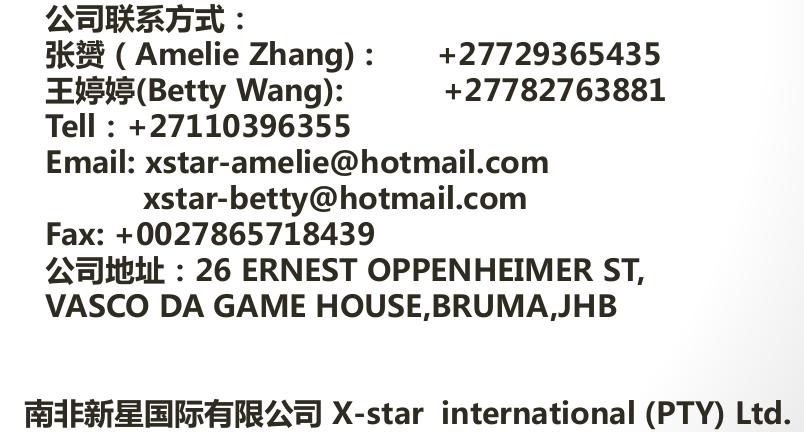 公司联系方式：
张赟（Amelie Zhang)： +27729365435
王婷婷(Betty Wang): +27782763881
Tell：+27110396355
Email: xstar-amelie@hotmail.com
xstar-betty@hotmail.com
Fax: +0027865718439
公司地址：26 ERNEST OPPENHEIMER ST,
VASCO DA GAME HOUSE,BRUMA,JHB
南非新星国际有限公司 X-star international (PTY) Ltd.